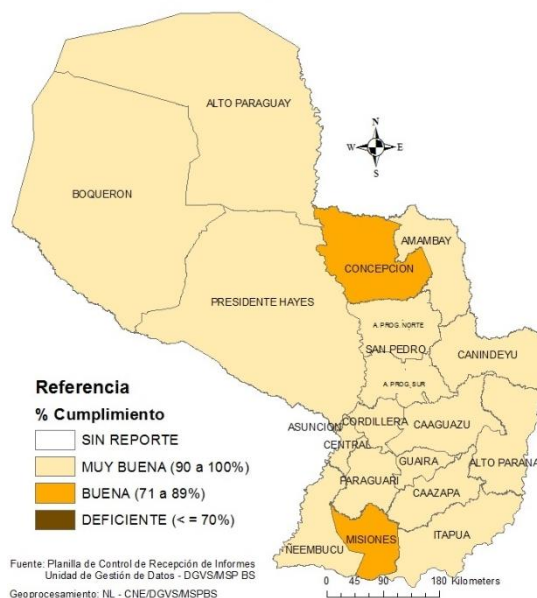 ALTO PARAGUAY
N
W E
S
BOQUERON
AMAMBAY
CONCEPCION
PRESIDENTE HAYES
A. PROG. NORTE
SAN PEDRO
CANINDEYU
A. PROG. SUR
Referencia
% Cumplimiento
SIN REPORTE
MUY BUENA (90 a 100%)
BUENA (71 a 89%)
DEFICIENTE (< = 70%)
ASUNCION
CORDILLERA
CAAGUAZU
CENTRAL
GUAIRA
ALTO PARANA
PARAGUARI
CAAZAPA
MISIONES
ITAPUA
ÑEEMBUCU
Fuente: Planilla de Control de Recepción de Informes
Unidad de Gestión de Datos - DGVS/MSP BS
Geoprocesamiento: NL - CNE/DGVS/MSPBS
0 45 90 180 Kilometers